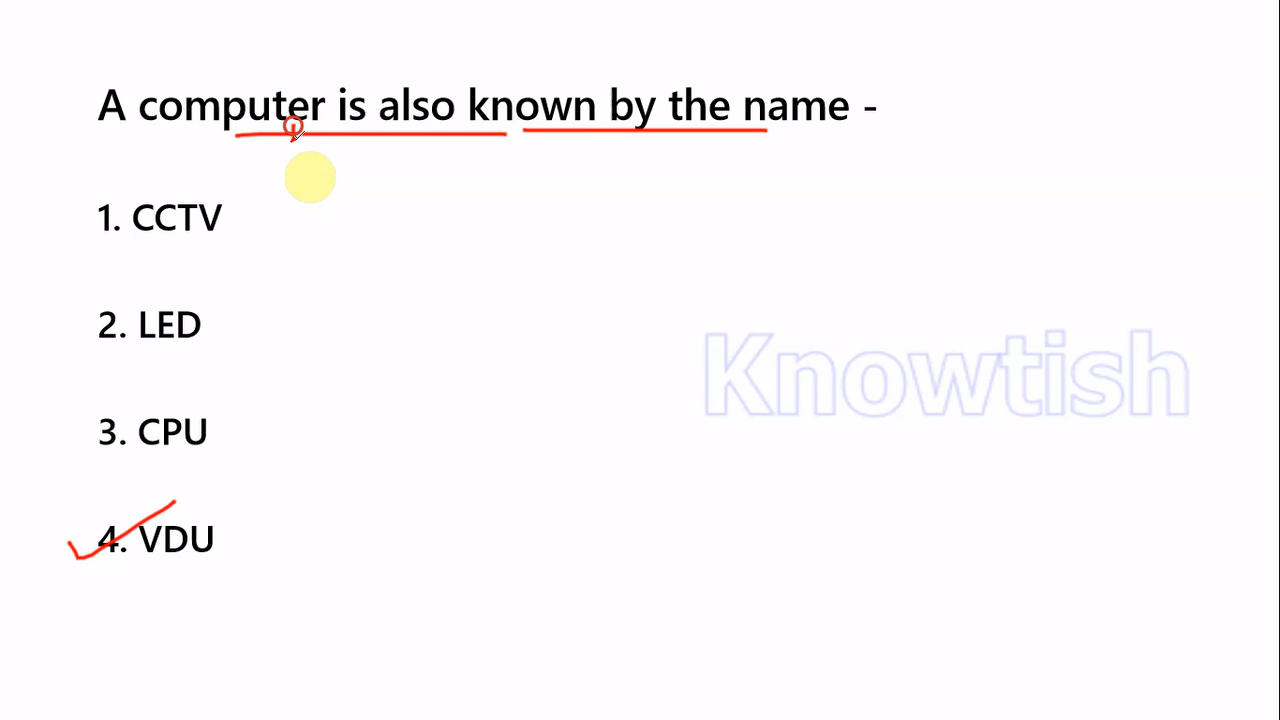 A computer is also known by the name -
1. CCTV
2. LED
Knowtish
3. CPU
4. VDU